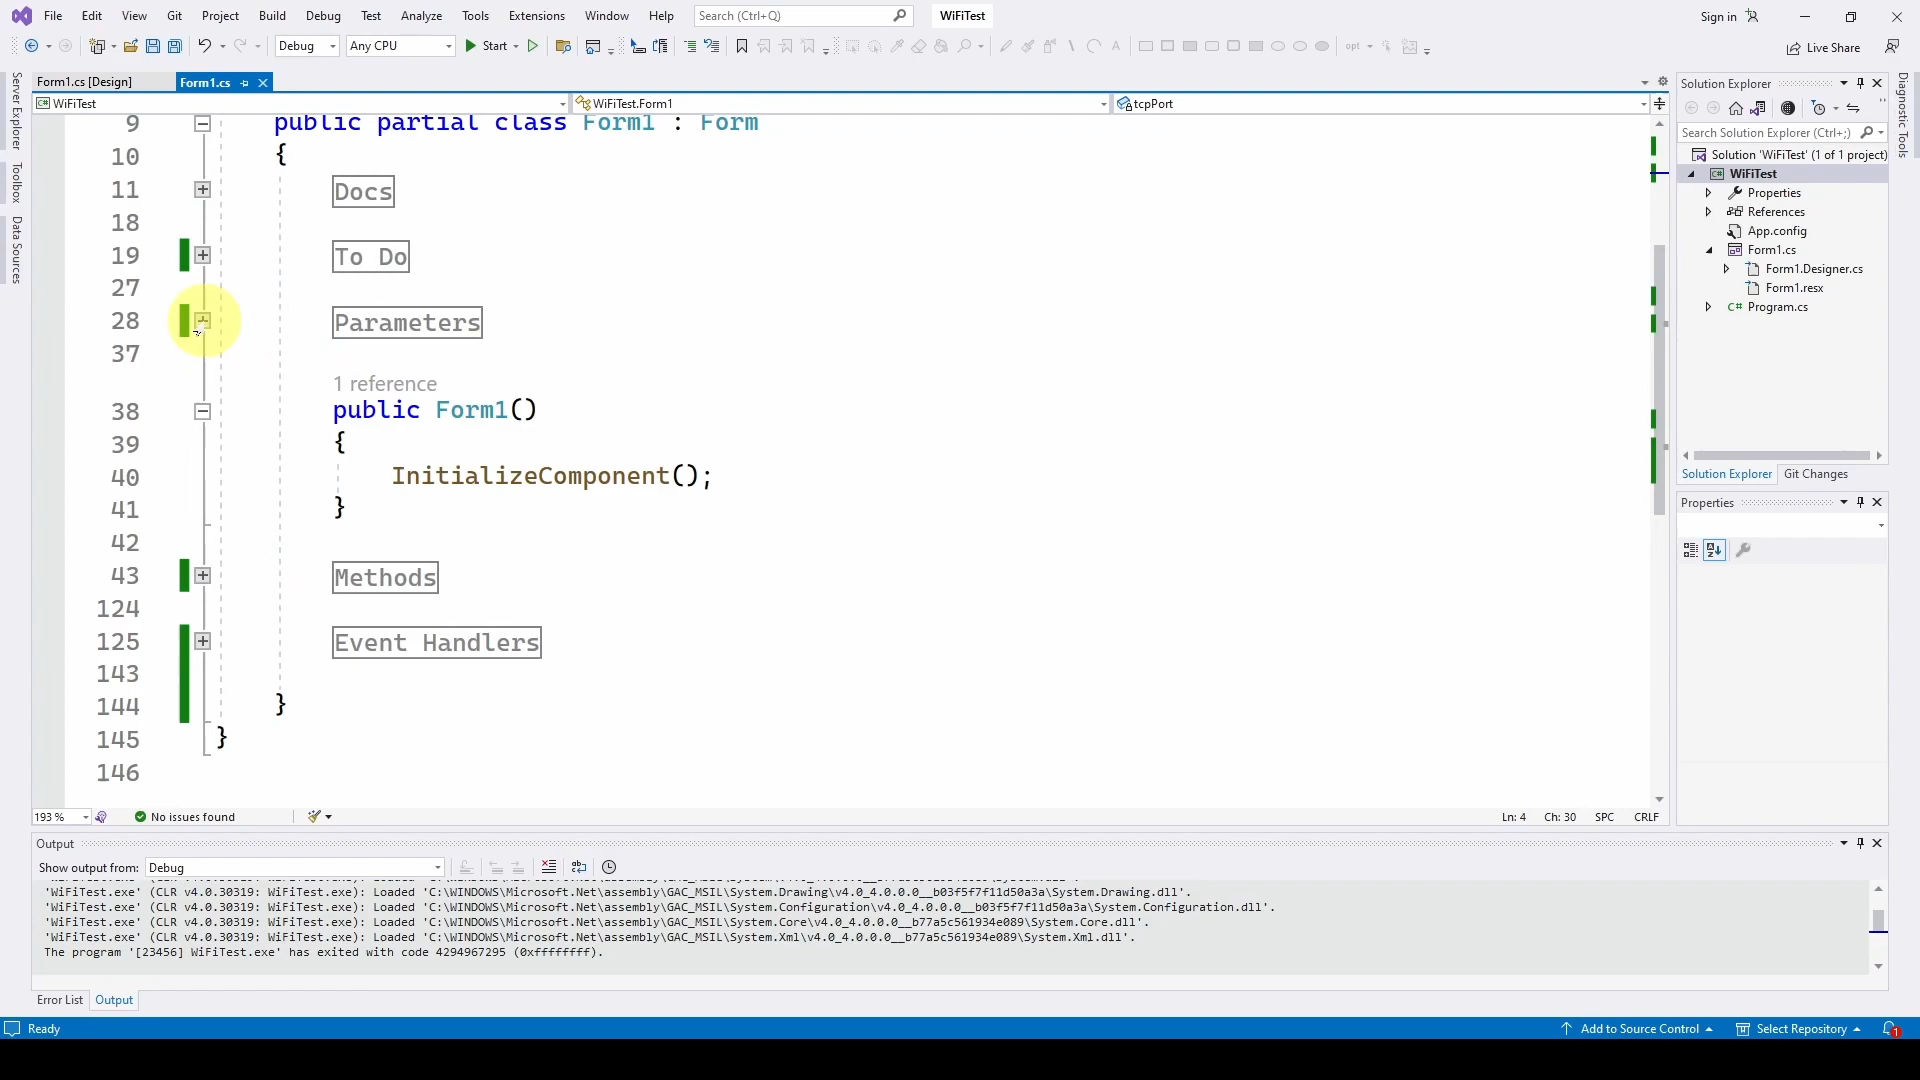 File Edit View Git Project Build Debug Test Analyze Tools Extensions Window Help Search (Ctrl+Q) WiFiTest Sign in
Debug Any CPU Start opt Live Share
Form1.cs [Design] Form1.cs
WiFiTest WiFiTest.Form1 tcpPort
Server Explorer
Toolbox
Data Sources
9 public partial class Form1 : Form
10 {
11 Docs
18
19 To Do
27
28 Parameters
37
1 reference
38 public Form1()
39 {
40 InitializeComponent();
41 }
42
43 Methods
124
125 Event Handlers
143
144 }
145 }
146
193 % No issues found Ln: 4 Ch: 30 SPC CRLF
Solution Explorer
Search Solution Explorer (Ctrl+;)
Solution 'WiFiTest' (1 of 1 project)
C# WiFiTest
Properties
References
App.config
Form1.cs
Form1.Designer.cs
Form1.resx
C# Program.cs
Solution Explorer Git Changes
Properties
Diagnostic Tools
Output
Show output from: Debug
'WiFiTest.exe' (CLR v4.0.30319: WiFiTest.exe): Loaded 'C:\WINDOWS\Microsoft.Net\assembly\GAC_MSIL\System.Drawing\v4.0_4.0.0.0__b03f5f7f11d50a3a\System.Drawing.dll'.
'WiFiTest.exe' (CLR v4.0.30319: WiFiTest.exe): Loaded 'C:\WINDOWS\Microsoft.Net\assembly\GAC_MSIL\System.Configuration\v4.0_4.0.0.0__b03f5f7f11d50a3a\System.Configuration.dll'.
'WiFiTest.exe' (CLR v4.0.30319: WiFiTest.exe): Loaded 'C:\WINDOWS\Microsoft.Net\assembly\GAC_MSIL\System.Core\v4.0_4.0.0.0__b77a5c561934e089\System.Core.dll'.
'WiFiTest.exe' (CLR v4.0.30319: WiFiTest.exe): Loaded 'C:\WINDOWS\Microsoft.Net\assembly\GAC_MSIL\System.Xml\v4.0_4.0.0.0__b77a5c561934e089\System.Xml.dll'.
The program '[23456] WiFiTest.exe' has exited with code 4294967295 (0xffffffff).
Error List Output
Ready Add to Source Control Select Repository 1